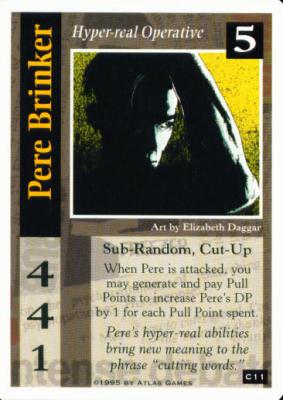 Pere Brinker
Hyper-real Operative
5
Art by Elizabeth Daggar
Sub-Random, Cut-Up
When Pere is attacked, you
may generate and pay Pull
Points to increase Pere's DP
by 1 for each Pull Point spent.
Pere's hyper-real abilities
bring new meaning to the
phrase "cutting words."
4
4
1
©1995 BY ATLAS GAMES
C11